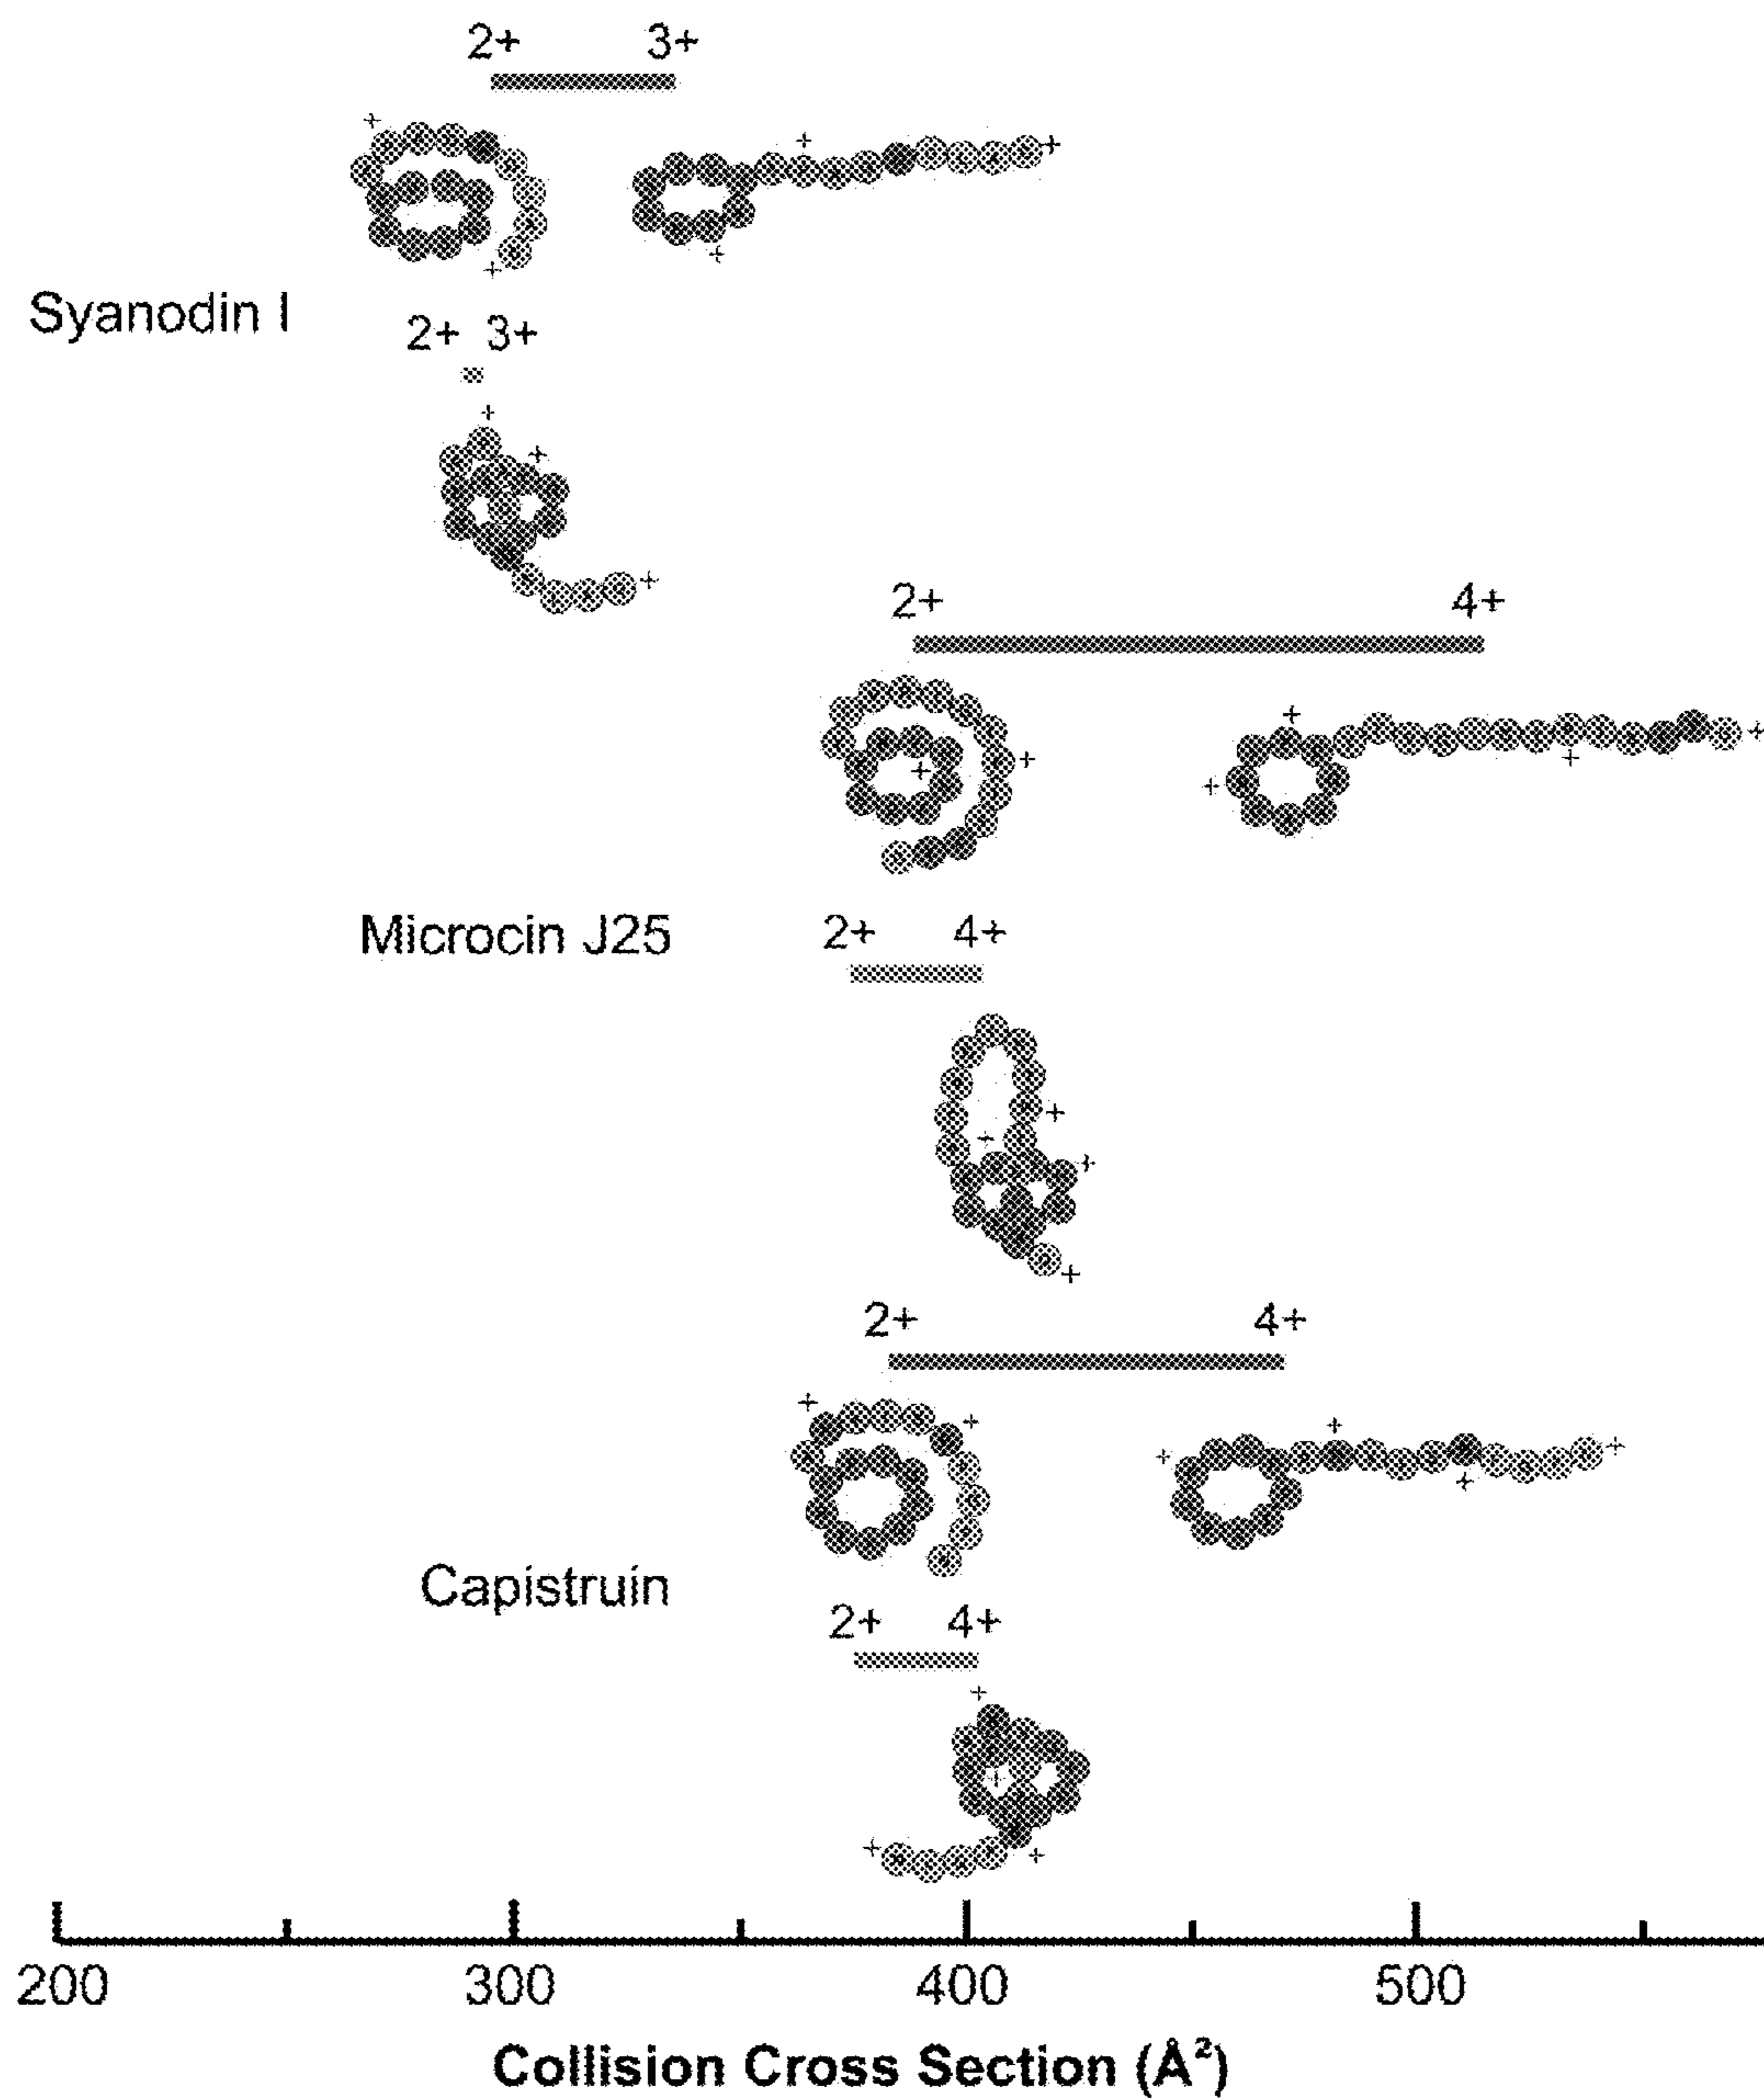 2+ 3+
Syanodin I
2+ 3+
2+ 4+
Microcin J25
2+ 4+
2+ 4+
Capistruin
2+ 4+
200 300 400 500
Collision Cross Section (Å²)